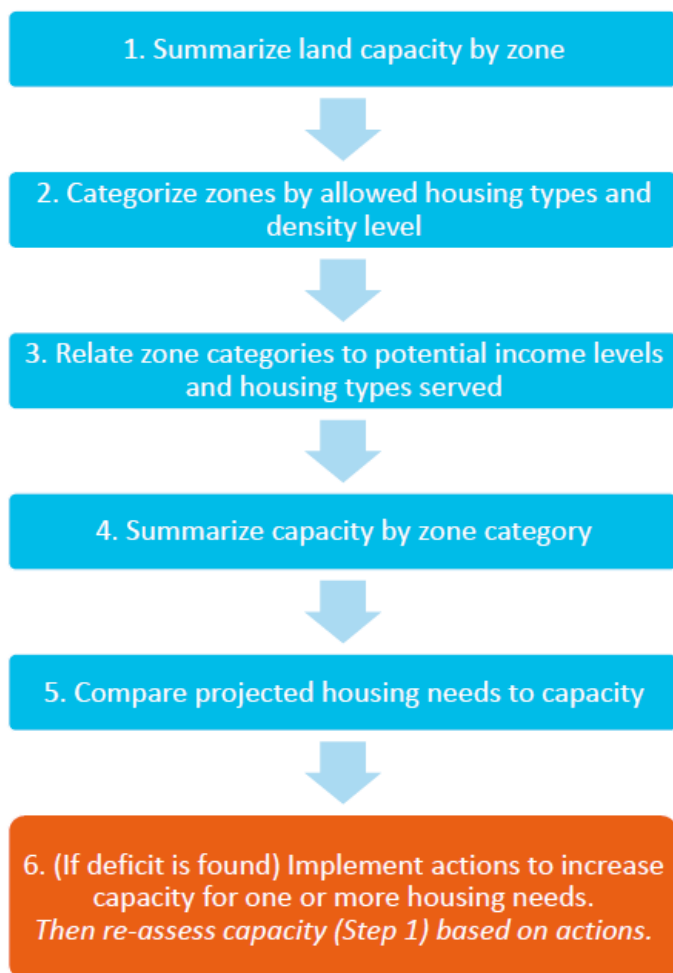 1. Summarize land capacity by zone
2. Categorize zones by allowed housing types and
density level
3. Relate zone categories to potential income levels
and housing types served
4. Summarize capacity by zone category
5. Compare projected housing needs to capacity
6. (If deficit is found) Implement actions to increase
capacity for one or more housing needs.
Then re-assess capacity (Step 1) based on actions.